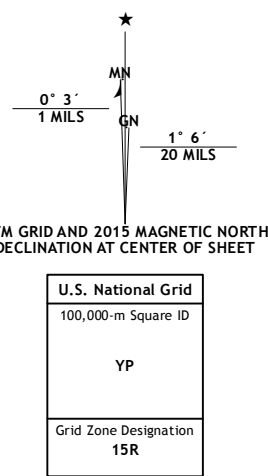 ★
MN
0° 3´
1 MILS
GN
1° 6´
20 MILS
TM GRID AND 2015 MAGNETIC NORTH
DECLINATION AT CENTER OF SHEET
U.S. National Grid
100,000-m Square ID
YP
Grid Zone Designation
15R